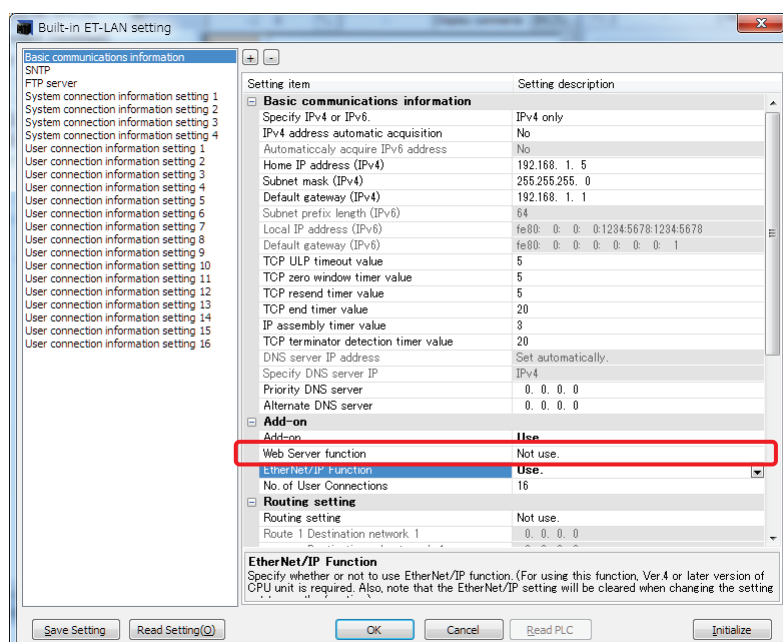 Built-in ET-LAN setting
Basic communications information
SNTP
FTP server
System connection information setting 1
System connection information setting 2
System connection information setting 3
System connection information setting 4
User connection information setting 1
User connection information setting 2
User connection information setting 3
User connection information setting 4
User connection information setting 5
User connection information setting 6
User connection information setting 7
User connection information setting 8
User connection information setting 9
User connection information setting 10
User connection information setting 11
User connection information setting 12
User connection information setting 13
User connection information setting 14
User connection information setting 15
User connection information setting 16
Setting item Setting description
Basic communications information
Specify IPv4 or IPv6. IPv4 only
IPv4 address automatic acquisition No
Automaticcaly acquire IPv6 address No
Home IP address (IPv4) 192.168. 1. 5
Subnet mask (IPv4) 255.255.255. 0
Default gateway (IPv4) 192.168. 1. 1
Subnet prefix length (IPv6) 64
Local IP address (IPv6) fe80: 0: 0: 0:1234:5678:1234:5678
Default gateway (IPv6) fe80: 0: 0: 0: 0: 0: 0: 1
TCP ULP timeout value 5
TCP zero window timer value 5
TCP resend timer value 5
TCP end timer value 20
IP assembly timer value 3
TCP terminator detection timer value 20
DNS server IP address Set automatically.
Specify DNS server IP IPv4
Priority DNS server 0. 0. 0. 0
Alternate DNS server 0. 0. 0. 0
Add-on
Add-on Use.
Web Server function Not use.
EtherNet/IP Function Use.
No. of User Connections 16
Routing setting
Routing setting Not use.
Route 1 Destination network 1 0. 0. 0. 0
EtherNet/IP Function
Specify whether or not to use EtherNet/IP function. (For using this function, Ver.4 or later version of
CPU unit is required. Also, note that the EtherNet/IP setting will be cleared when changing the setting
Save Setting Read Setting(O) OK Cancel Read PLC Initialize